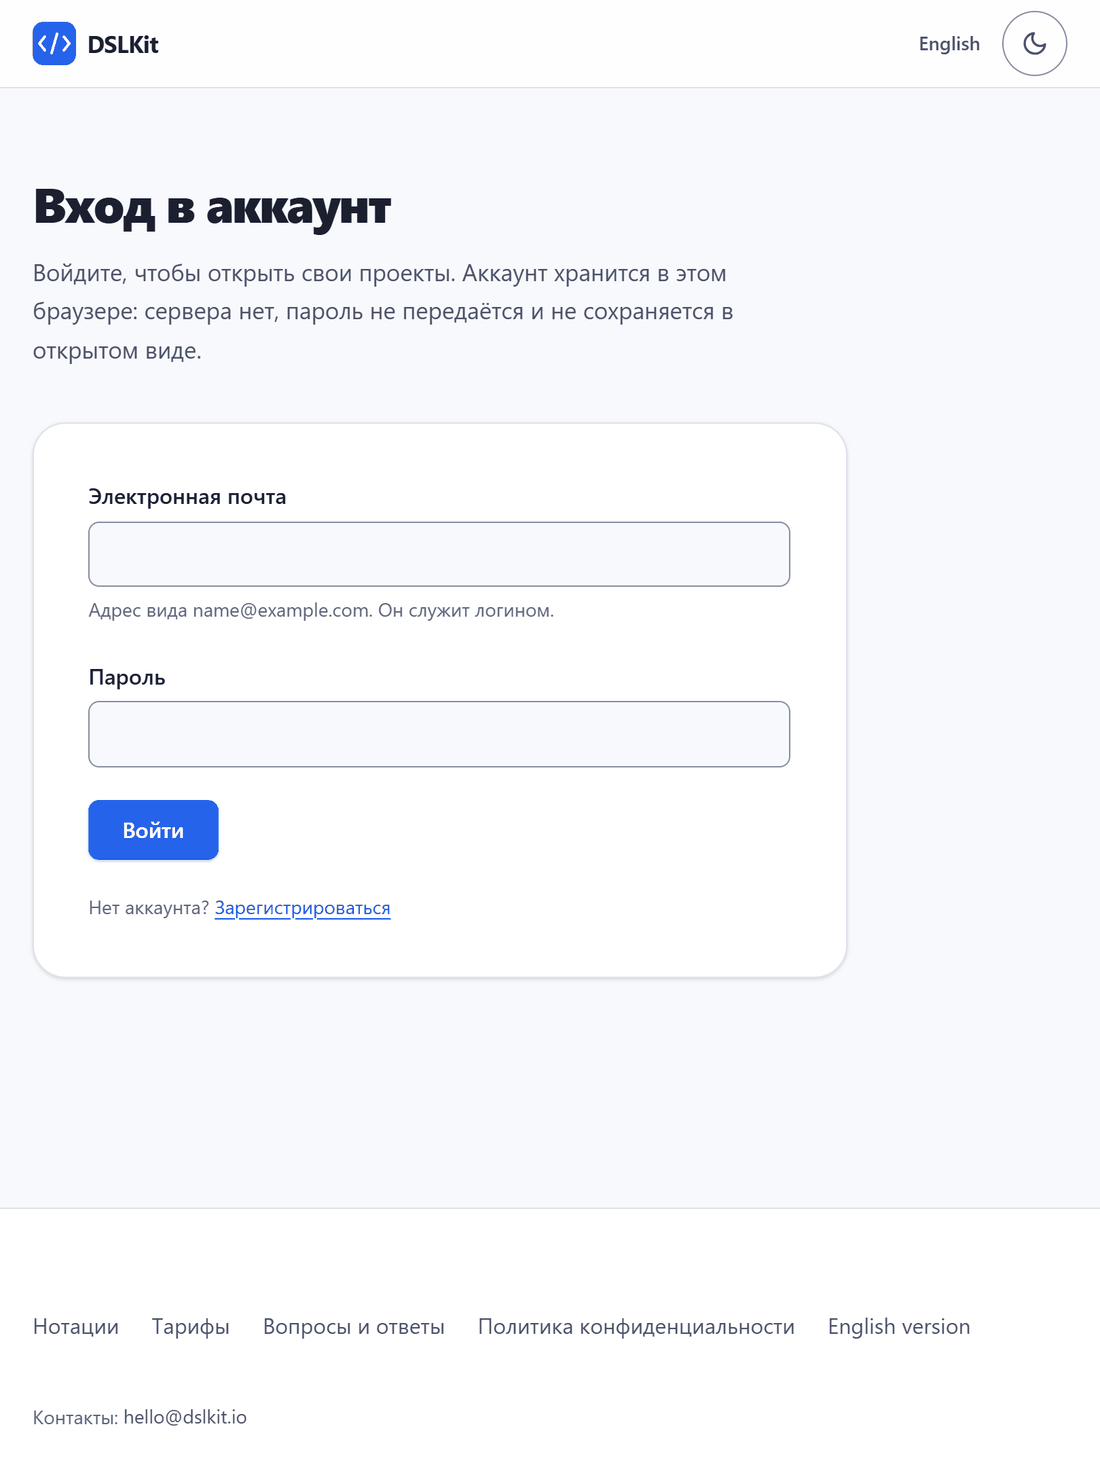 DSLKit
English
Вход в аккаунт
Войдите, чтобы открыть свои проекты. Аккаунт хранится в этом
браузере: сервера нет, пароль не передаётся и не сохраняется в
открытом виде.
Электронная почта
Адрес вида name@example.com. Он служит логином.
Пароль
Войти
Нет аккаунта? Зарегистрироваться
Нотации Тарифы Вопросы и ответы Политика конфиденциальности English version
Контакты: hello@dslkit.io